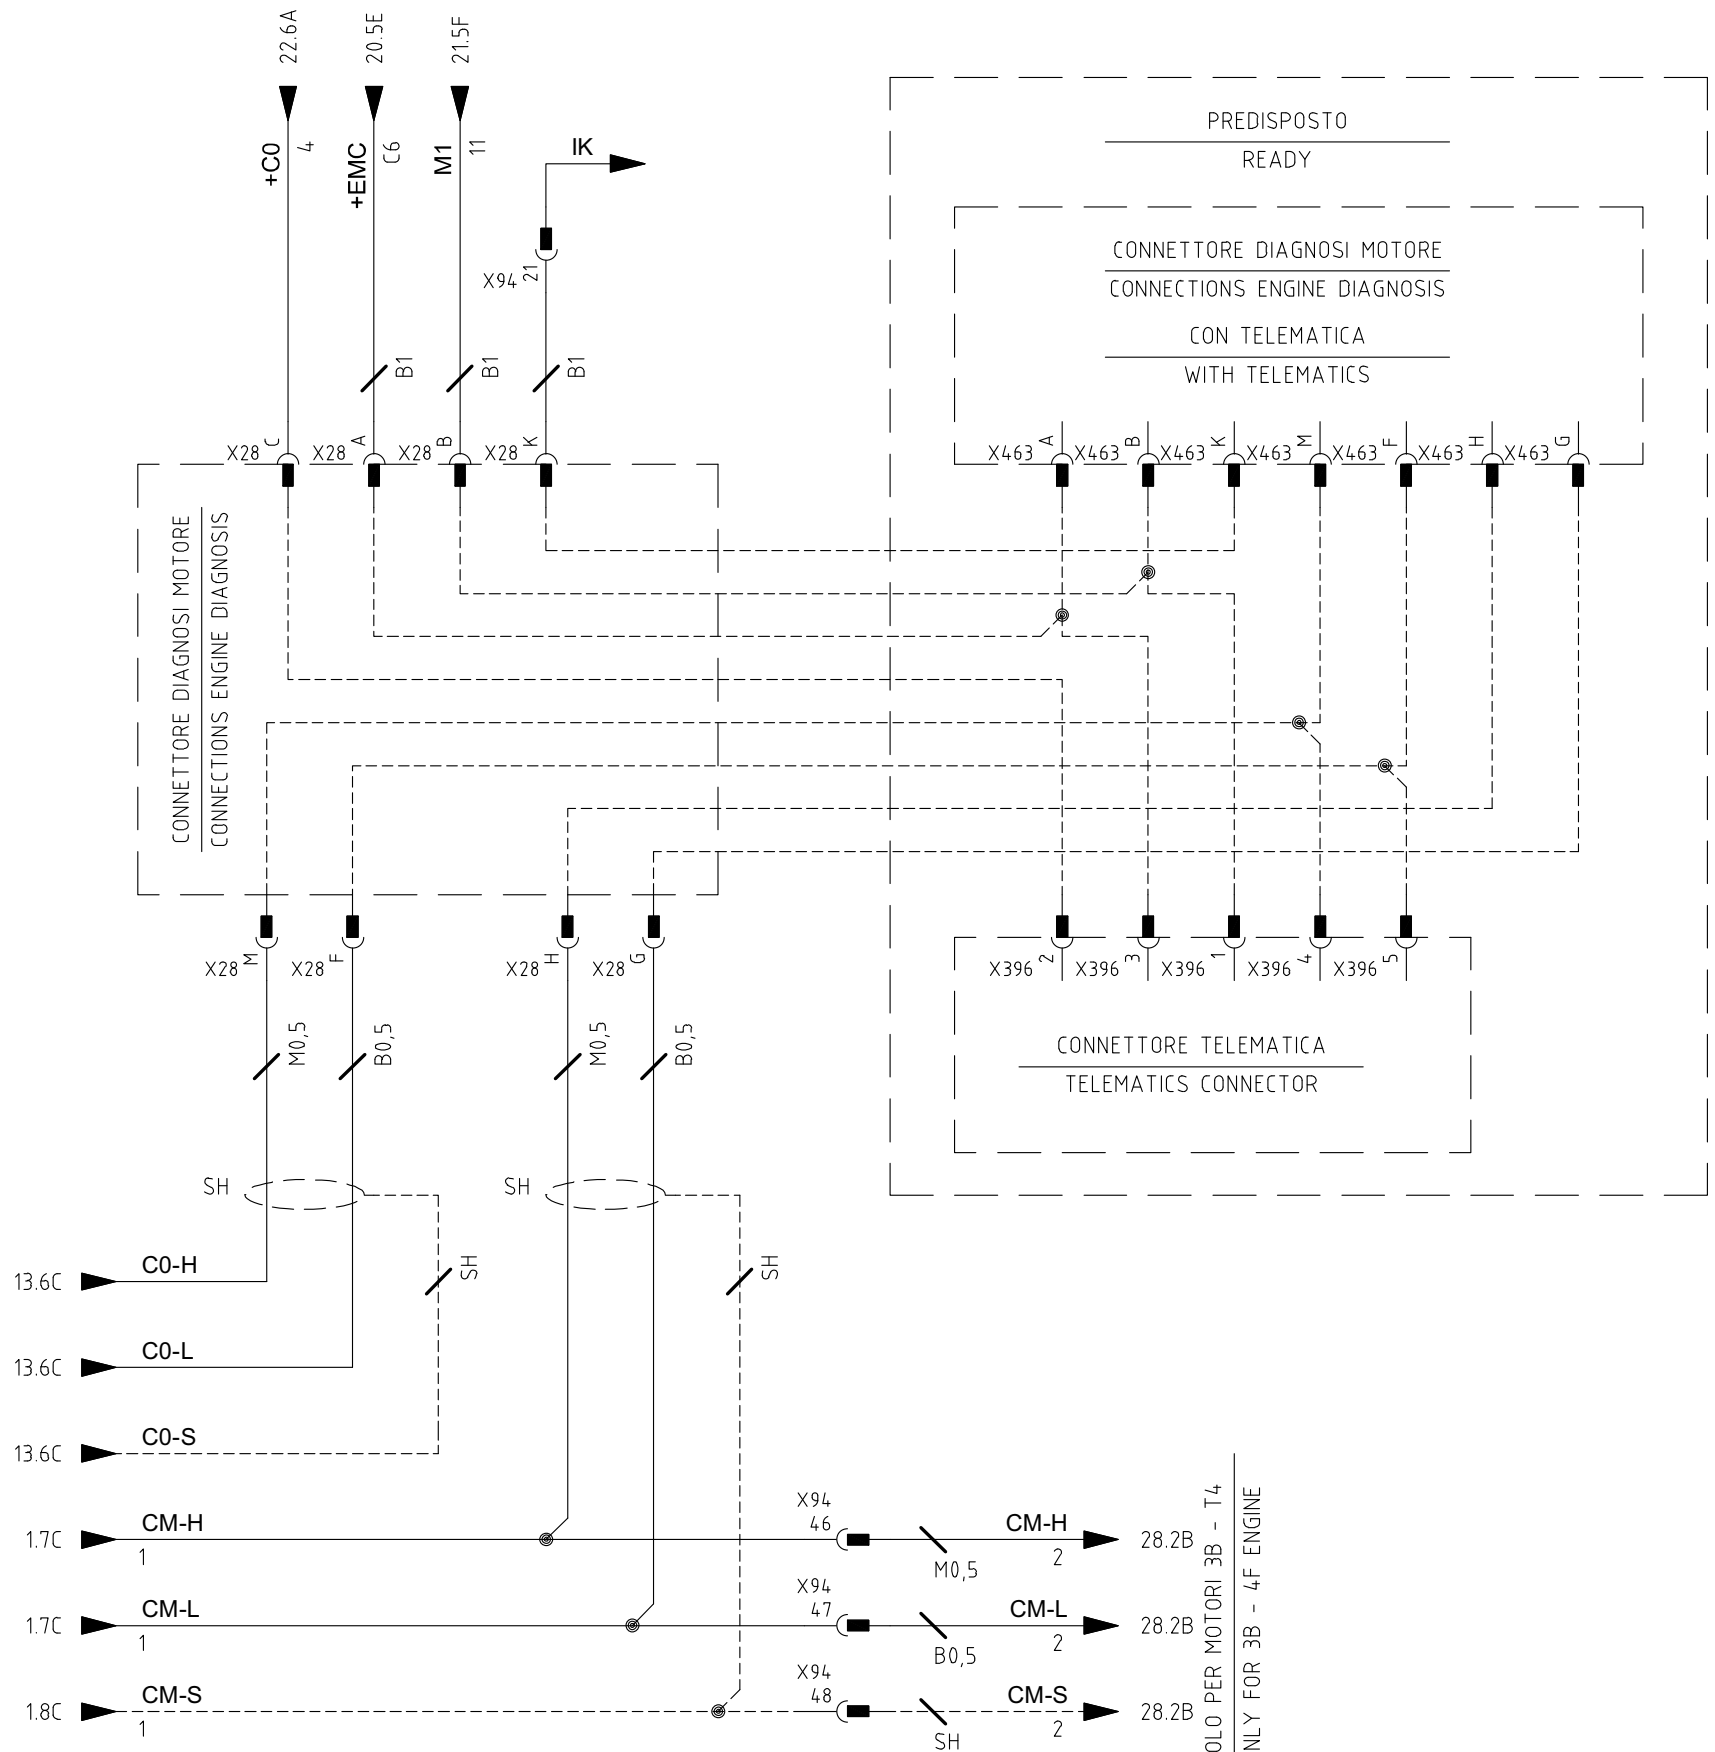 22.6A
20.5E
21.5F
+C0
4
+EMC
C6
M1
11
IK
X94
21
B1
B1
B1
PREDISPOSTO
READY
CONNETTORE DIAGNOSI MOTORE
CONNECTIONS ENGINE DIAGNOSIS
CON TELEMATICA
WITH TELEMATICS
X28 C
X28 A
X28 B
X28 K
X463 A
X463 B
X463 K
X463 M
X463 F
X463 H
X463 G
CONNETTORE DIAGNOSI MOTORE
CONNECTIONS ENGINE DIAGNOSIS
X28 M
X28 F
X28 H
X28 G
X396 2
X396 3
X396 1
X396 4
X396 5
M0,5
B0,5
M0,5
B0,5
CONNETTORE TELEMATICA
TELEMATICS CONNECTOR
SH
SH
SH
SH
13.6C
C0-H
13.6C
C0-L
13.6C
C0-S
1.7C
CM-H
1
X94
46
M0,5
CM-H
2
28.2B
1.7C
CM-L
1
X94
47
B0,5
CM-L
2
28.2B
1.8C
CM-S
1
X94
48
SH
CM-S
2
28.2B
OLO PER MOTORI 3B - T4
NLY FOR 3B - 4F ENGINE